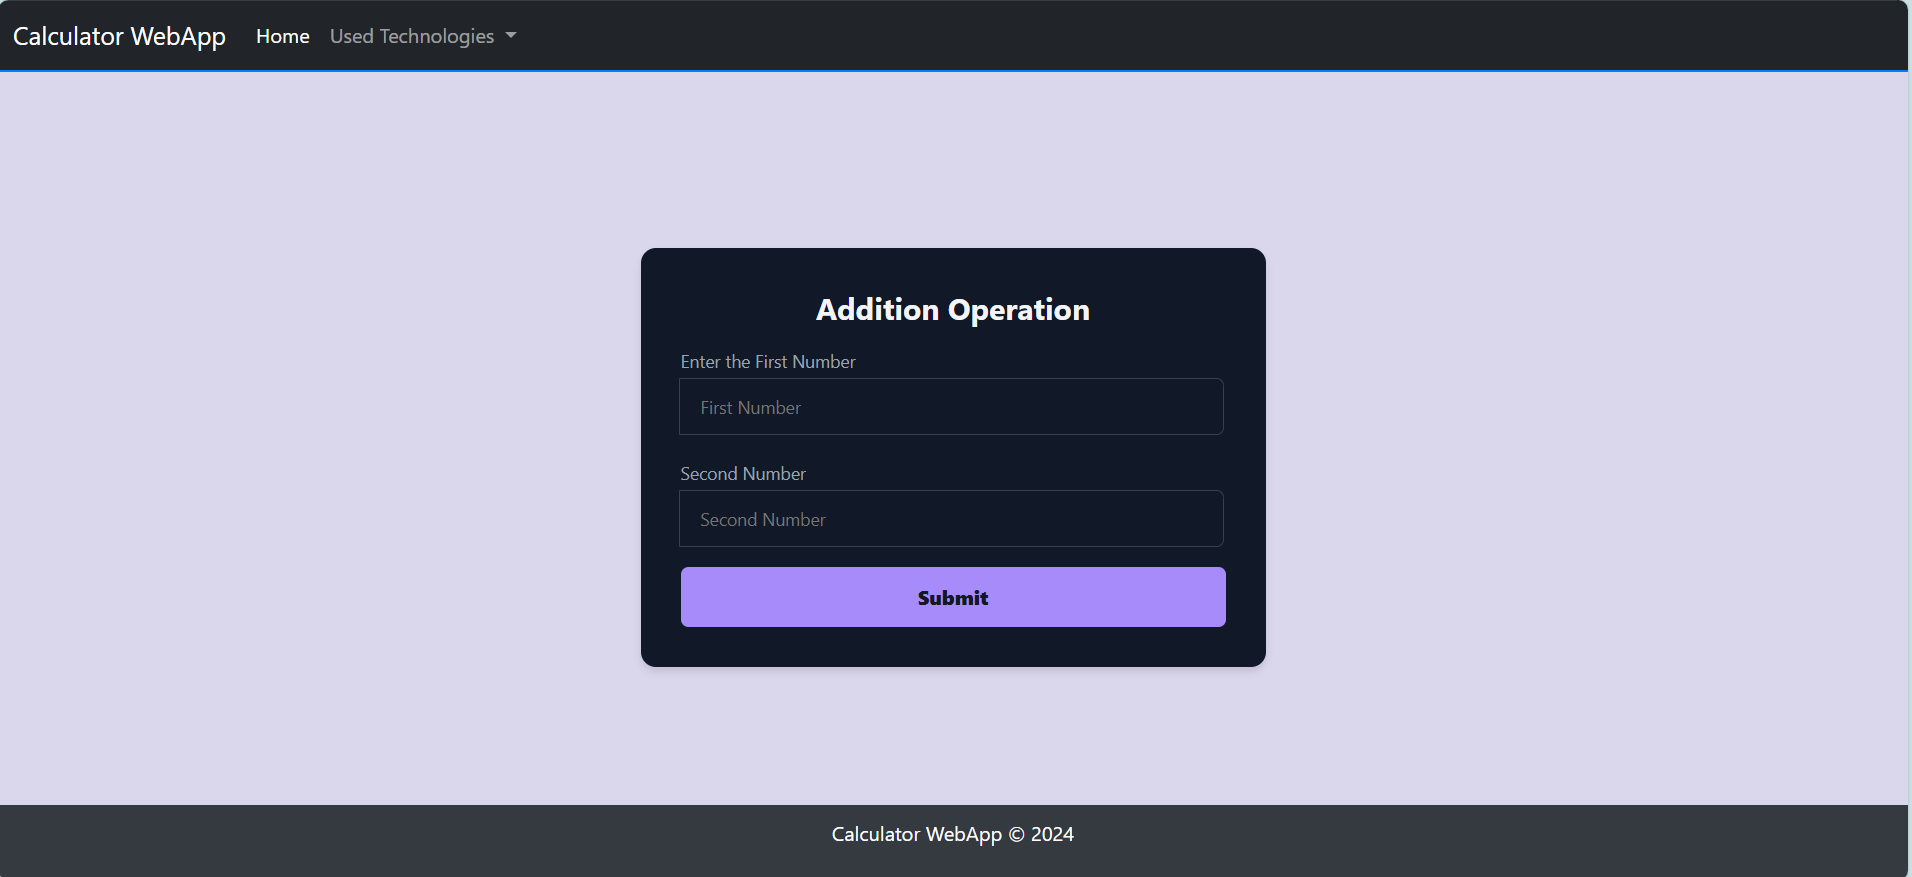 Calculator WebApp Home Used Technologies
Addition Operation
Enter the First Number
First Number
Second Number
Second Number
Submit
Calculator WebApp © 2024